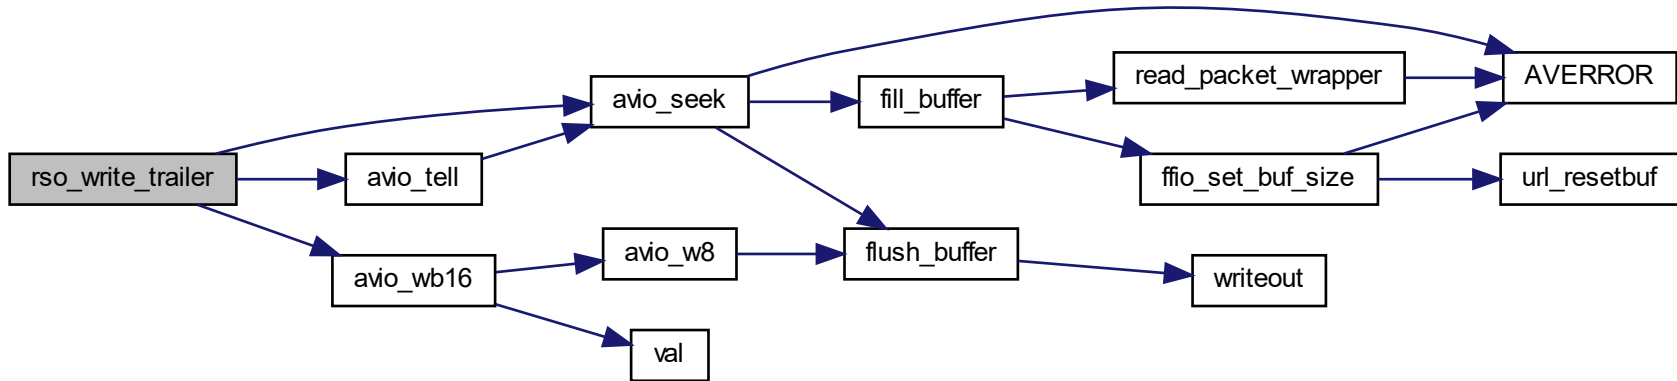 rso_write_trailer
avio_seek
avio_tell
avio_wb16
avio_w8
val
fill_buffer
flush_buffer
read_packet_wrapper
ffio_set_buf_size
writeout
AVERROR
url_resetbuf